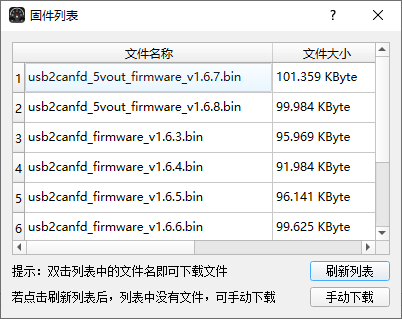 固件列表
文件名称 文件大小
1 usb2canfd_5vout_firmware_v1.6.7.bin 101.359 KByte
2 usb2canfd_5vout_firmware_v1.6.8.bin 99.984 KByte
3 usb2canfd_firmware_v1.6.3.bin 95.969 KByte
4 usb2canfd_firmware_v1.6.4.bin 91.984 KByte
5 usb2canfd_firmware_v1.6.5.bin 96.141 KByte
6 usb2canfd_firmware_v1.6.6.bin 99.625 KByte
提示：双击列表中的文件名即可下载文件 刷新列表
若点击刷新列表后，列表中没有文件，可手动下载 手动下载